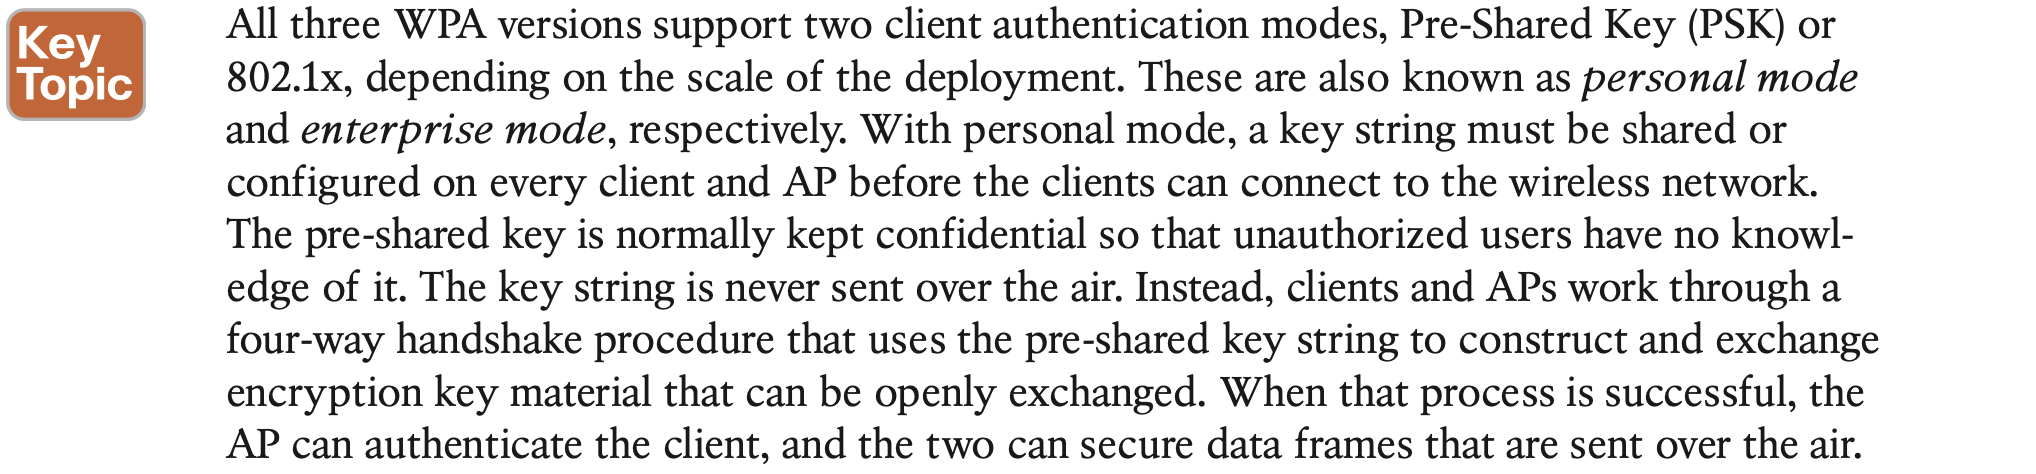 Key
Topic
All three WPA versions support two client authentication modes, Pre-Shared Key (PSK) or
802.1x, depending on the scale of the deployment. These are also known as personal mode
and enterprise mode, respectively. With personal mode, a key string must be shared or
configured on every client and AP before the clients can connect to the wireless network.
The pre-shared key is normally kept confidential so that unauthorized users have no knowl-
edge of it. The key string is never sent over the air. Instead, clients and APs work through a
four-way handshake procedure that uses the pre-shared key string to construct and exchange
encryption key material that can be openly exchanged. When that process is successful, the
AP can authenticate the client, and the two can secure data frames that are sent over the air.